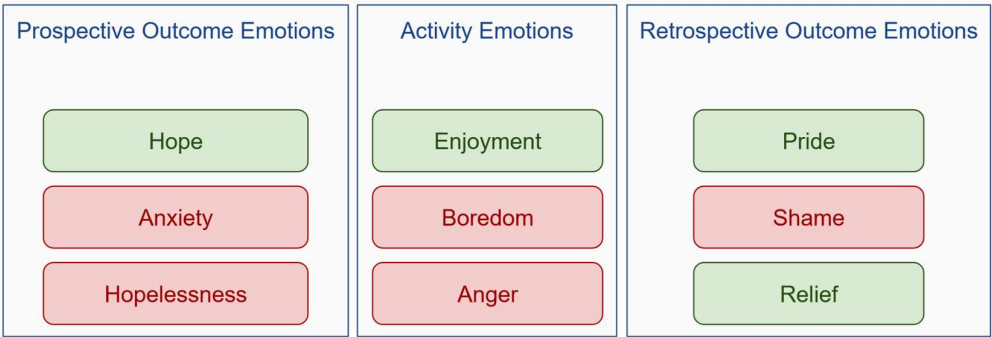 Prospective Outcome Emotions
Hope
Anxiety
Hopelessness
Activity Emotions
Enjoyment
Boredom
Anger
Retrospective Outcome Emotions
Pride
Shame
Relief